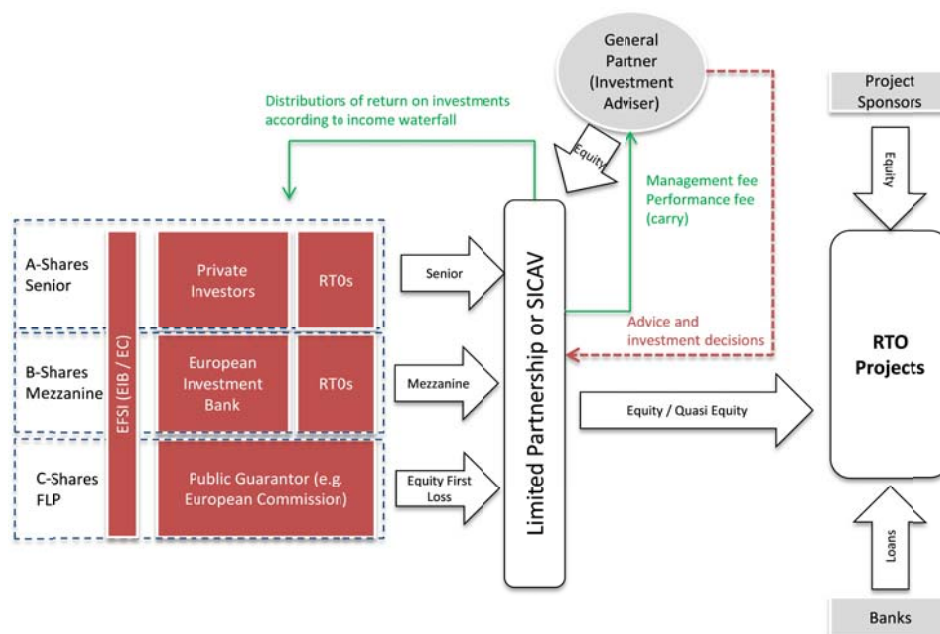 General
Partner
(Investment
Adviser)
Project
Sponsors
Distributions of return on investments
according to income waterfall
Equity
Equity
Management fee
Performance fee
(carry)
A-Shares
Senior
Private
Investors
RT0s
Senior
B-Shares
Mezzanine
European
Investment
Bank
RT0s
Mezzanine
C-Shares
FLP
Public Guarantor (e.g
European Commission)
Equity First
Loss
EFSI (EIB / EC)
Limited Partnership or SICAV
Advice and
investment decisions
Equity / Quasi Equity
RTO
Projects
Loans
Banks